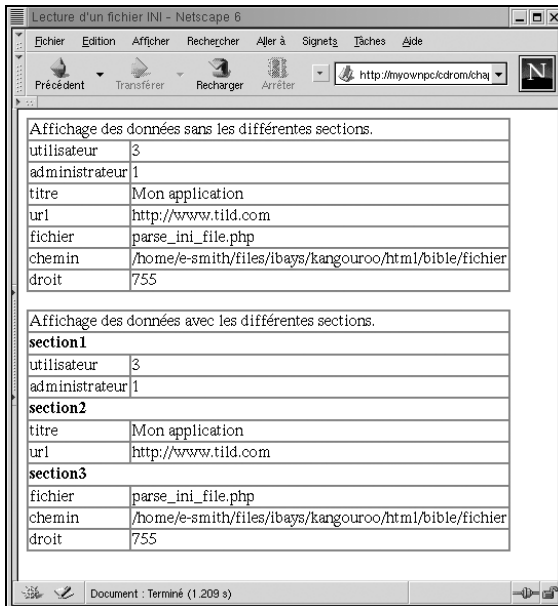 Lecture d'un fichier INI - Netscape 6
Fichier Edition Afficher Rechercher Aller à Signets Tâches Aide
Précédent Transférer Recharger Arrêter http://myownpc/cdrom/cha
N
Affichage des données sans les différentes sections.
utilisateur 3
administrateur 1
titre Mon application
url http://www.tild.com
fichier parse_ini_file.php
chemin /home/e-smith/files/ibays/kangouroo/html/bible/fichier
droit 755
Affichage des données avec les différentes sections.
section1
utilisateur 3
administrateur 1
section2
titre Mon application
url http://www.tild.com
section3
fichier parse_ini_file.php
chemin /home/e-smith/files/ibays/kangouroo/html/bible/fichier
droit 755
Document : Terminé (1.209 s)